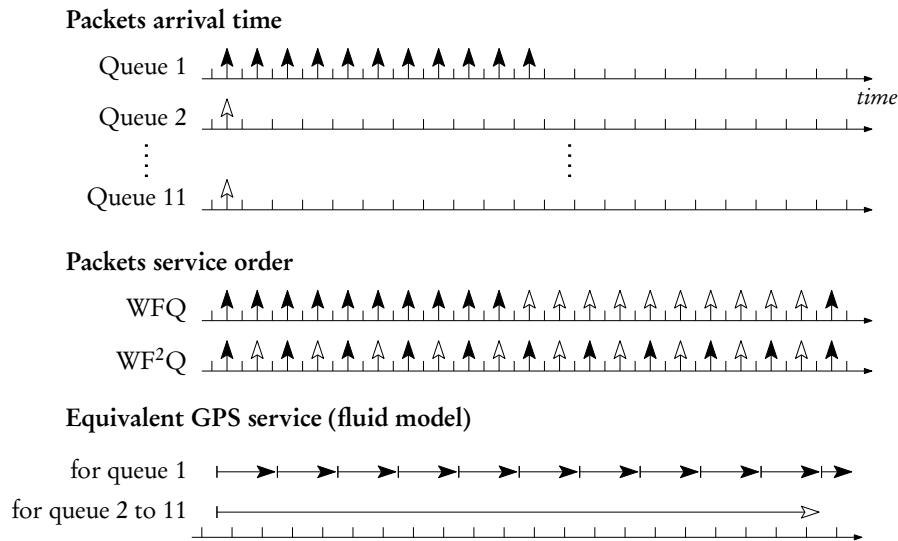 Packets arrival time
Queue 1
time
Queue 2
Queue 11
Packets service order
WFQ
WF²Q
Equivalent GPS service (fluid model)
for queue 1
for queue 2 to 11